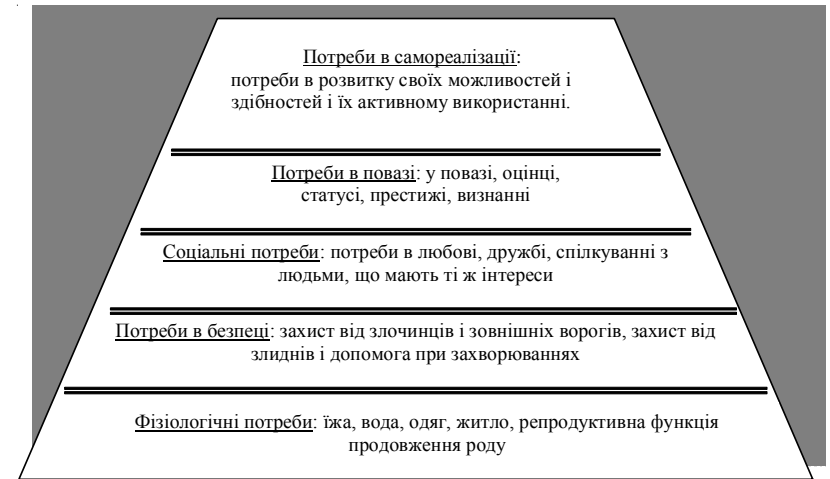 Потреби в самореалізації:
потреби в розвитку своїх можливостей і
здібностей і їх активному використанні.
Потреби в повазі: у повазі, оцінці,
статусі, престижі, визнанні
Соціальні потреби: потреби в любові, дружбі, спілкуванні з
людьми, що мають ті ж інтереси
Потреби в безпеці: захист від злочинців і зовнішніх ворогів, захист від
злиднів і допомога при захворюваннях
Фізіологічні потреби: їжа, вода, одяг, житло, репродуктивна функція
продовження роду